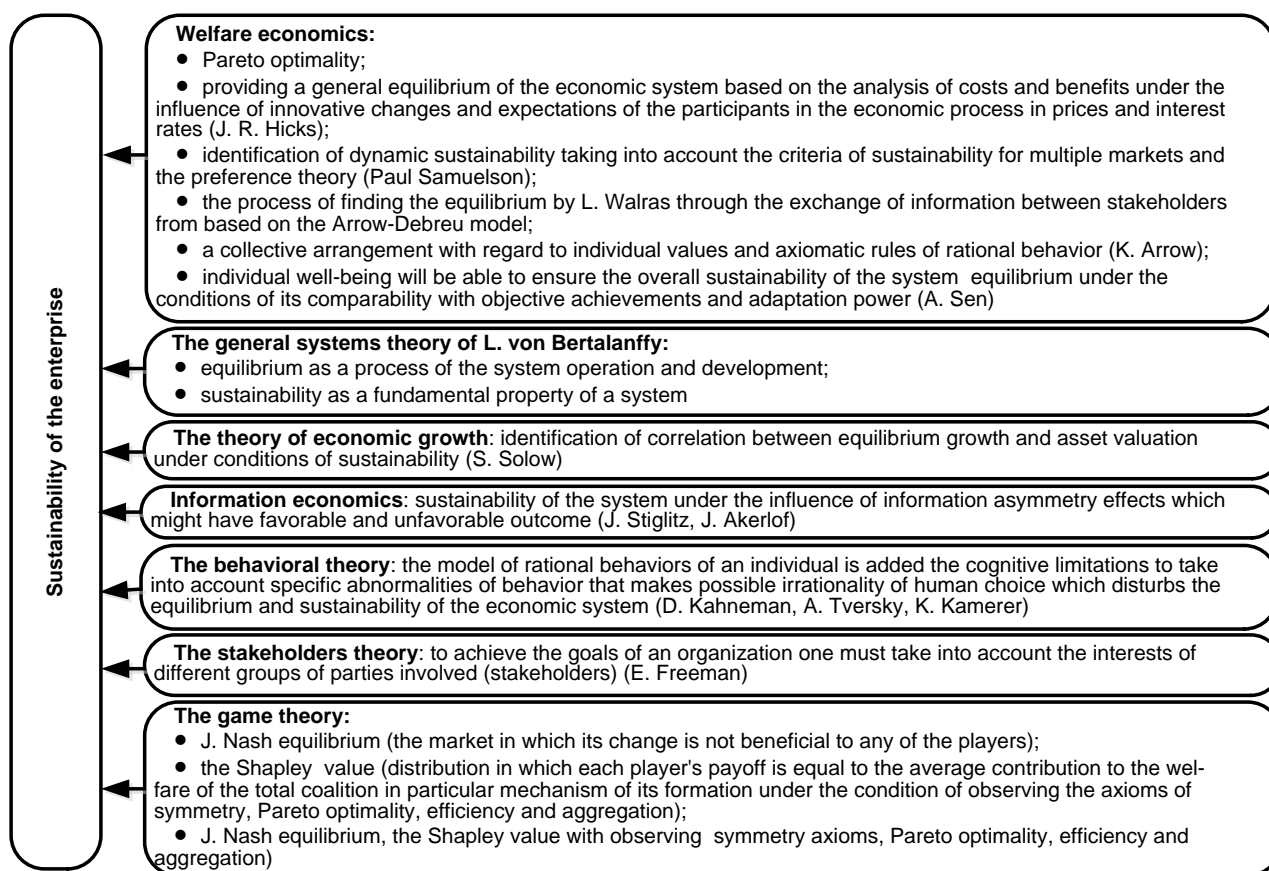 Sustainability of the enterprise
Welfare economics:
● Pareto optimality;
● providing a general equilibrium of the economic system based on the analysis of costs and benefits under the
influence of innovative changes and expectations of the participants in the economic process in prices and interest
rates (J. R. Hicks);
● identification of dynamic sustainability taking into account the criteria of sustainability for multiple markets and
the preference theory (Paul Samuelson);
● the process of finding the equilibrium by L. Walras through the exchange of information between stakeholders
from based on the Arrow-Debreu model;
● a collective arrangement with regard to individual values and axiomatic rules of rational behavior (K. Arrow);
● individual well-being will be able to ensure the overall sustainability of the system equilibrium under the
conditions of its comparability with objective achievements and adaptation power (A. Sen)
The general systems theory of L. von Bertalanffy:
● equilibrium as a process of the system operation and development;
● sustainability as a fundamental property of a system
The theory of economic growth: identification of correlation between equilibrium growth and asset valuation
under conditions of sustainability (S. Solow)
Information economics: sustainability of the system under the influence of information asymmetry effects which
might have favorable and unfavorable outcome (J. Stiglitz, J. Akerlof)
The behavioral theory: the model of rational behaviors of an individual is added the cognitive limitations to take
into account specific abnormalities of behavior that makes possible irrationality of human choice which disturbs the
equilibrium and sustainability of the economic system (D. Kahneman, A. Tversky, K. Kamerer)
The stakeholders theory: to achieve the goals of an organization one must take into account the interests of
different groups of parties involved (stakeholders) (E. Freeman)
The game theory:
● J. Nash equilibrium (the market in which its change is not beneficial to any of the players);
● the Shapley value (distribution in which each player's payoff is equal to the average contribution to the wel-
fare of the total coalition in particular mechanism of its formation under the condition of observing the axioms of
symmetry, Pareto optimality, efficiency and aggregation);
● J. Nash equilibrium, the Shapley value with observing symmetry axioms, Pareto optimality, efficiency and
aggregation)